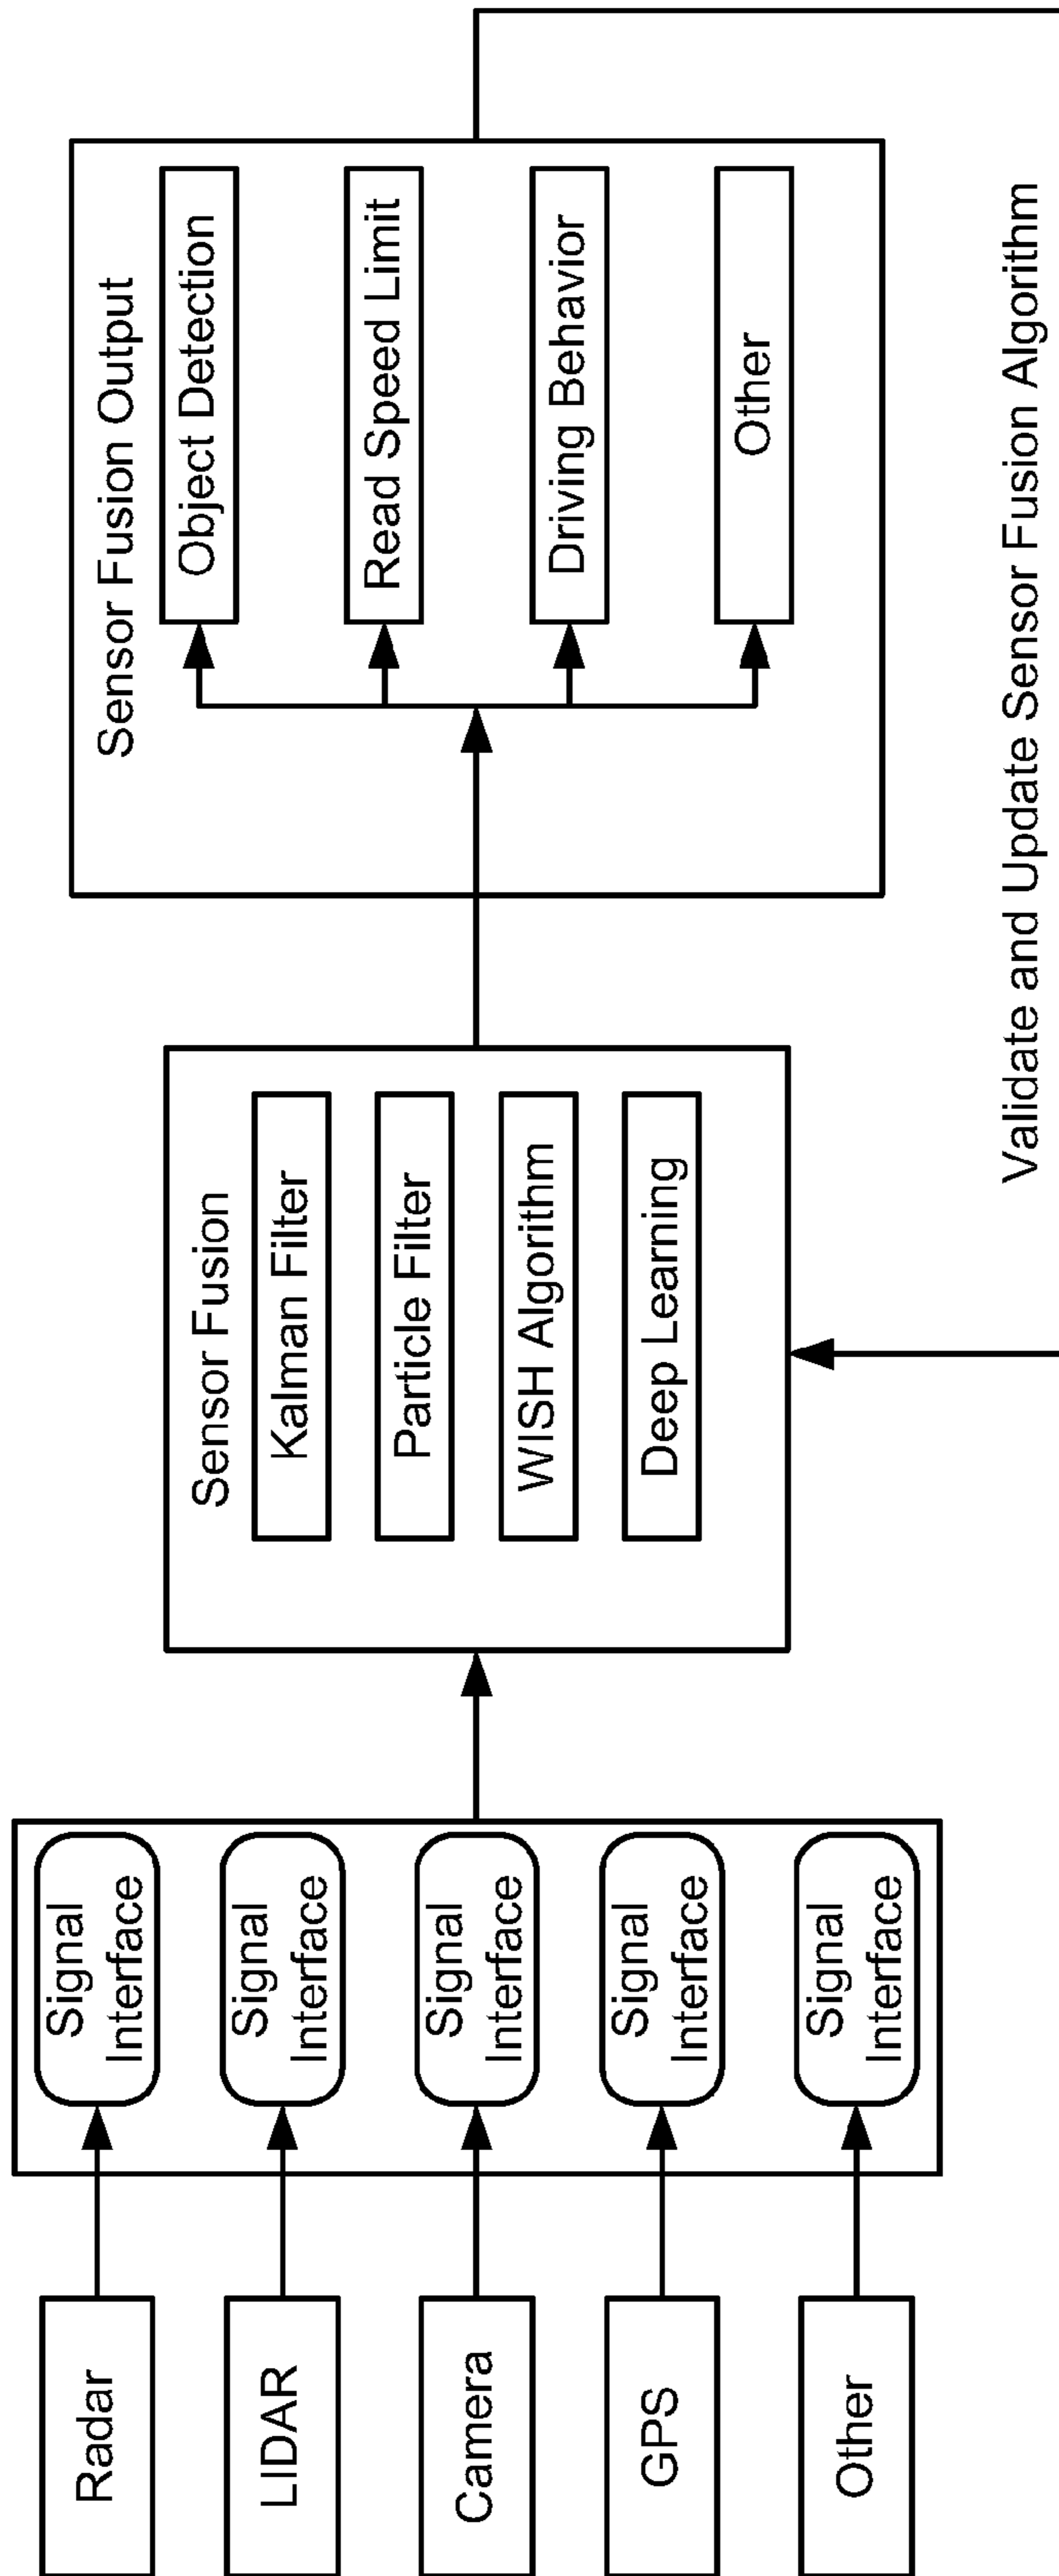 Radar
LIDAR
Camera
GPS
Other
Signal
Interface
Signal
Interface
Signal
Interface
Signal
Interface
Signal
Interface
Sensor Fusion
Kalman Filter
Particle Filter
WISH Algorithm
Deep Learning
Sensor Fusion Output
Object Detection
Read Speed Limit
Driving Behavior
Other
Validate and Update Sensor Fusion Algorithm